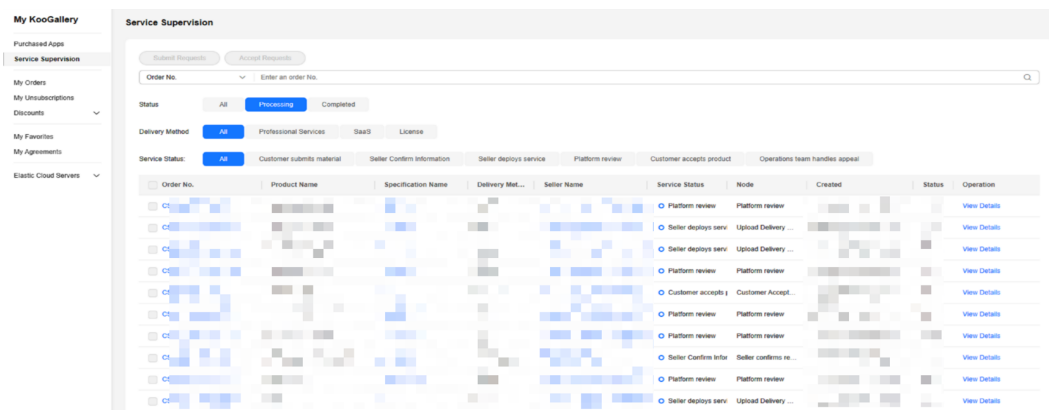 My KooGallery
Service Supervision
Purchased Apps
Service Supervision
My Orders
My Unsubscriptions
Discounts
My Favorites
My Agreements
Elastic Cloud Servers
Submit Requests Accept Requests
Order No. Enter an order No.
Status All Processing Completed
Delivery Method All Professional Services SaaS License
Service Status: All Customer submits material Seller Confirm Information Seller deploys service Platform review Customer accepts product Operations team handles appeal
Order No. Product Name Specification Name Delivery Met... Seller Name Service Status Node Created Status Operation
Platform review Platform review View Details
Seller deploys serv Upload Delivery ... View Details
Seller deploys serv Upload Delivery ... View Details
Platform review Platform review View Details
Customer accepts p Customer Accept... View Details
Platform review Platform review View Details
Platform review Platform review View Details
Seller Confirm Infor Seller confirms re... View Details
Platform review Platform review View Details
Seller deploys serv Upload Delivery ... View Details